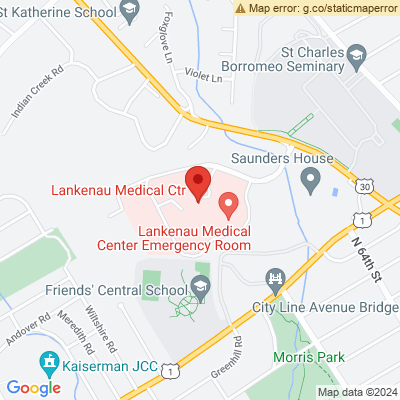 Map error: g.co/staticmaperror
St Katherine School
Foxglove Ln
Violet Ln
St Charles
Borromeo Seminary
Indian Creek Rd
Saunders House
30
Lankenau Medical Ctr
1
Lankenau Medical
Center Emergency Room
N 64th St
Friends' Central School
City Line Avenue Bridge
Andover Rd
Meredith Rd
Wiltshire Rd
Greenhill Rd
Morris Park
Kaiserman JCC
1
Google
Map data ©2024